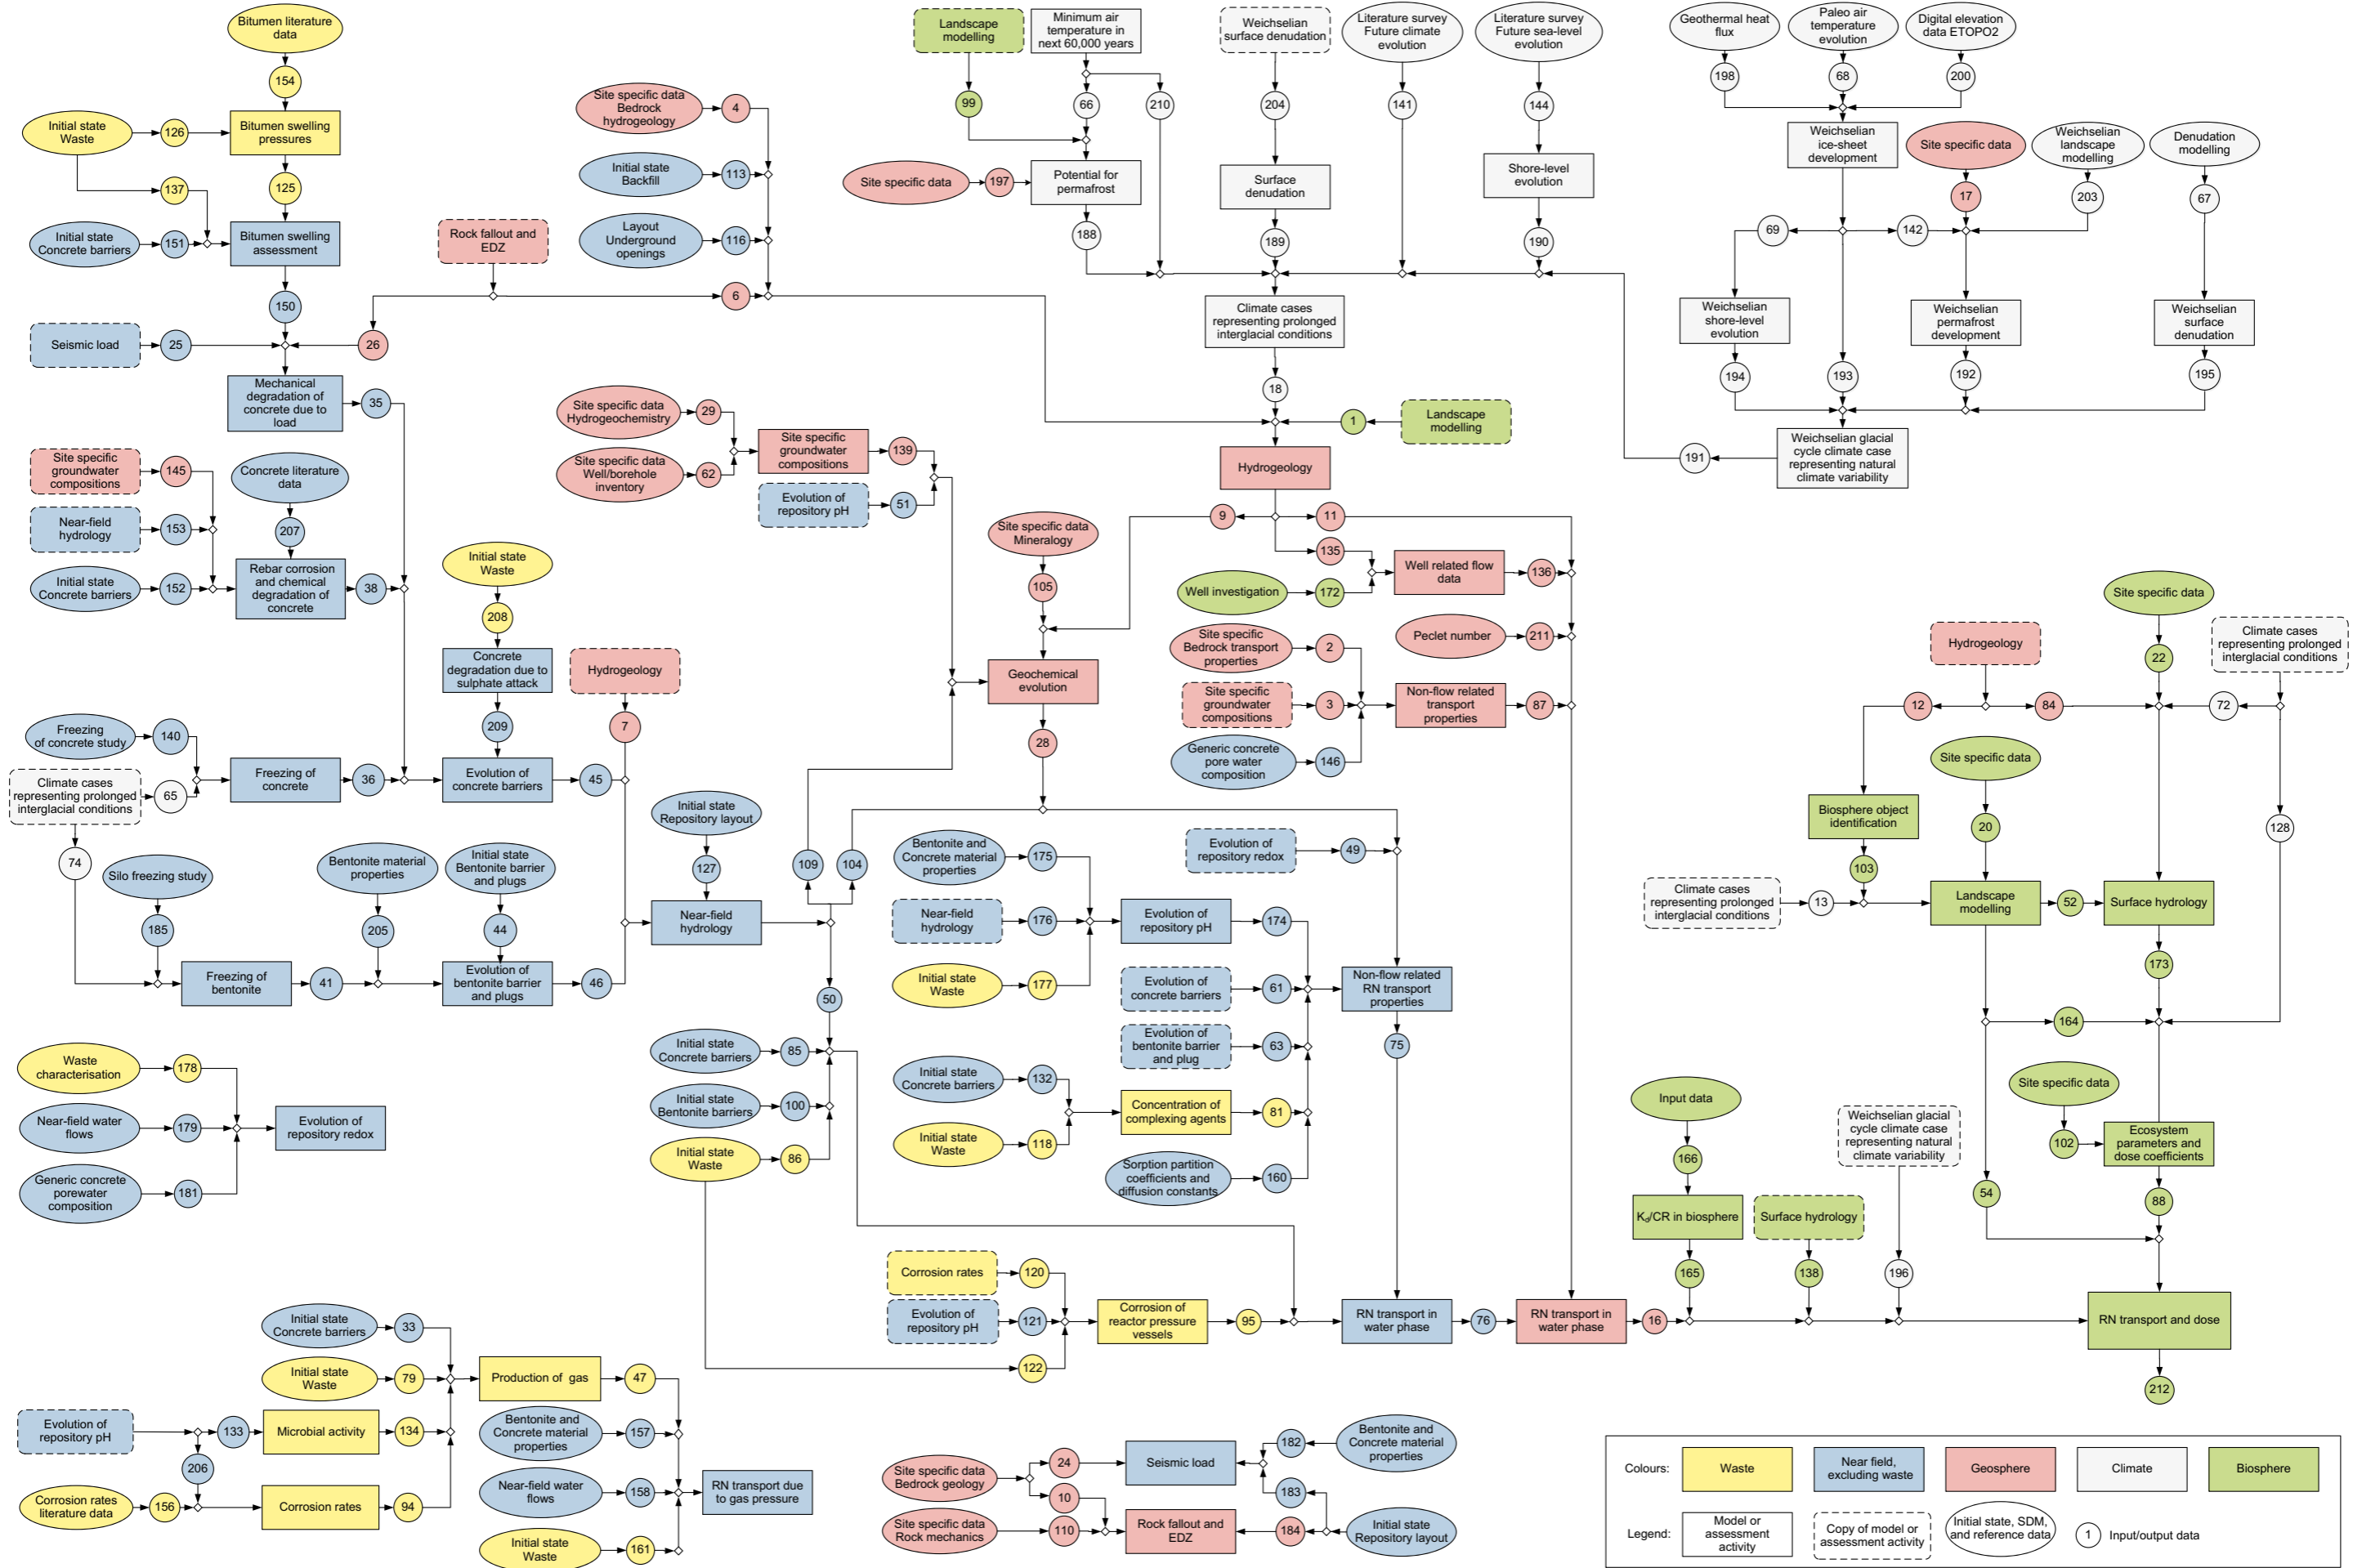 Bitumen literature
data
154
Initial state
Waste
126
Bitumen swelling
pressures
137
125
Initial state
Concrete barriers
151
Bitumen swelling
assessment
150
Seismic load
25
26
Mechanical
degradation of
concrete due to
load
35
Rock fallout and
EDZ
Site specific data
Bedrock
hydrogeology
4
Initial state
Backfill
113
Layout
Underground
openings
116
6
Landscape
modelling
99
Minimum air
temperature in
next 60,000 years
66
210
Site specific data
197
Potential for
permafrost
188
Weichselian
surface denudation
204
Surface
denudation
189
Literature survey
Future climate
evolution
141
Literature survey
Future sea-level
evolution
144
Shore-level
evolution
190
Climate cases
representing prolonged
interglacial conditions
18
1
Landscape
modelling
Geothermal heat
flux
198
Paleo air
temperature
evolution
68
Digital elevation
data ETOPO2
200
Weichselian
ice-sheet
development
Site specific data
17
Weichselian
landscape
modelling
203
Denudation
modelling
67
69
142
Weichselian
shore-level
evolution
194
193
Weichselian
permafrost
development
192
Weichselian
surface
denudation
195
Weichselian glacial
cycle climate case
representing natural
climate variability
191
Site specific
groundwater
compositions
145
Concrete literature
data
207
Near-field
hydrology
153
Initial state
Concrete barriers
152
Rebar corrosion
and chemical
degradation of
concrete
38
Initial state
Waste
208
Concrete
degradation due to
sulphate attack
209
Hydrogeology
7
Freezing
of concrete study
140
Climate cases
representing prolonged
interglacial conditions
65
Freezing of
concrete
36
Evolution of
concrete barriers
45
74
Silo freezing study
185
Freezing of
bentonite
41
Bentonite material
properties
205
Initial state
Bentonite barrier
and plugs
44
Evolution of
bentonite barrier
and plugs
46
Site specific data
Hydrogeochemistry
29
Site specific data
Well/borehole
inventory
62
Site specific
groundwater
compositions
139
Evolution of
repository pH
51
Site specific data
Mineralogy
105
Geochemical
evolution
28
Hydrogeology
9
11
135
Well investigation
172
Well related flow
data
136
Site specific
Bedrock transport
properties
2
Peclet number
211
Site specific
groundwater
compositions
3
Non-flow related
transport
properties
87
Generic concrete
pore water
composition
146
Initial state
Repository layout
127
Near-field
hydrology
109
104
50
Bentonite and
Concrete material
properties
175
Near-field
hydrology
176
Initial state
Waste
177
Evolution of
repository pH
174
Evolution of
repository redox
49
Evolution of
concrete barriers
61
Evolution of
bentonite barrier
and plug
63
Non-flow related
RN transport
properties
75
Initial state
Concrete barriers
132
Initial state
Waste
118
Concentration of
complexing agents
81
Sorption partition
coefficients and
diffusion constants
160
Initial state
Concrete barriers
85
Initial state
Bentonite barriers
100
Initial state
Waste
86
Waste
characterisation
178
Near-field water
flows
179
Generic concrete
porewater
composition
181
Evolution of
repository redox
Corrosion rates
120
Evolution of
repository pH
121
122
Corrosion of
reactor pressure
vessels
95
RN transport in
water phase
76
RN transport in
water phase
16
Hydrogeology
12
84
Site specific data
22
Climate cases
representing prolonged
interglacial conditions
72
128
Site specific data
20
Biosphere object
identification
103
Climate cases
representing prolonged
interglacial conditions
13
Landscape
modelling
52
Surface hydrology
173
164
Site specific data
102
Ecosystem
parameters and
dose coefficients
54
88
Input data
166
Kd/CR in biosphere
165
Surface hydrology
138
Weichselian glacial
cycle climate case
representing natural
climate variability
196
RN transport and dose
212
Initial state
Concrete barriers
33
Initial state
Waste
79
Evolution of
repository pH
133
Microbial activity
134
206
Corrosion rates
literature data
156
Corrosion rates
94
Production of gas
47
Bentonite and
Concrete material
properties
157
Near-field water
flows
158
Initial state
Waste
161
RN transport due
to gas pressure
Site specific data
Bedrock geology
24
10
Site specific data
Rock mechanics
110
Seismic load
Rock fallout and
EDZ
182
Bentonite and
Concrete material
properties
183
184
Initial state
Repository layout
Colours:
Waste
Near field,
excluding waste
Geosphere
Climate
Biosphere
Legend:
Model or
assessment
activity
Copy of model or
assessment activity
Initial state, SDM,
and reference data
1
Input/output data